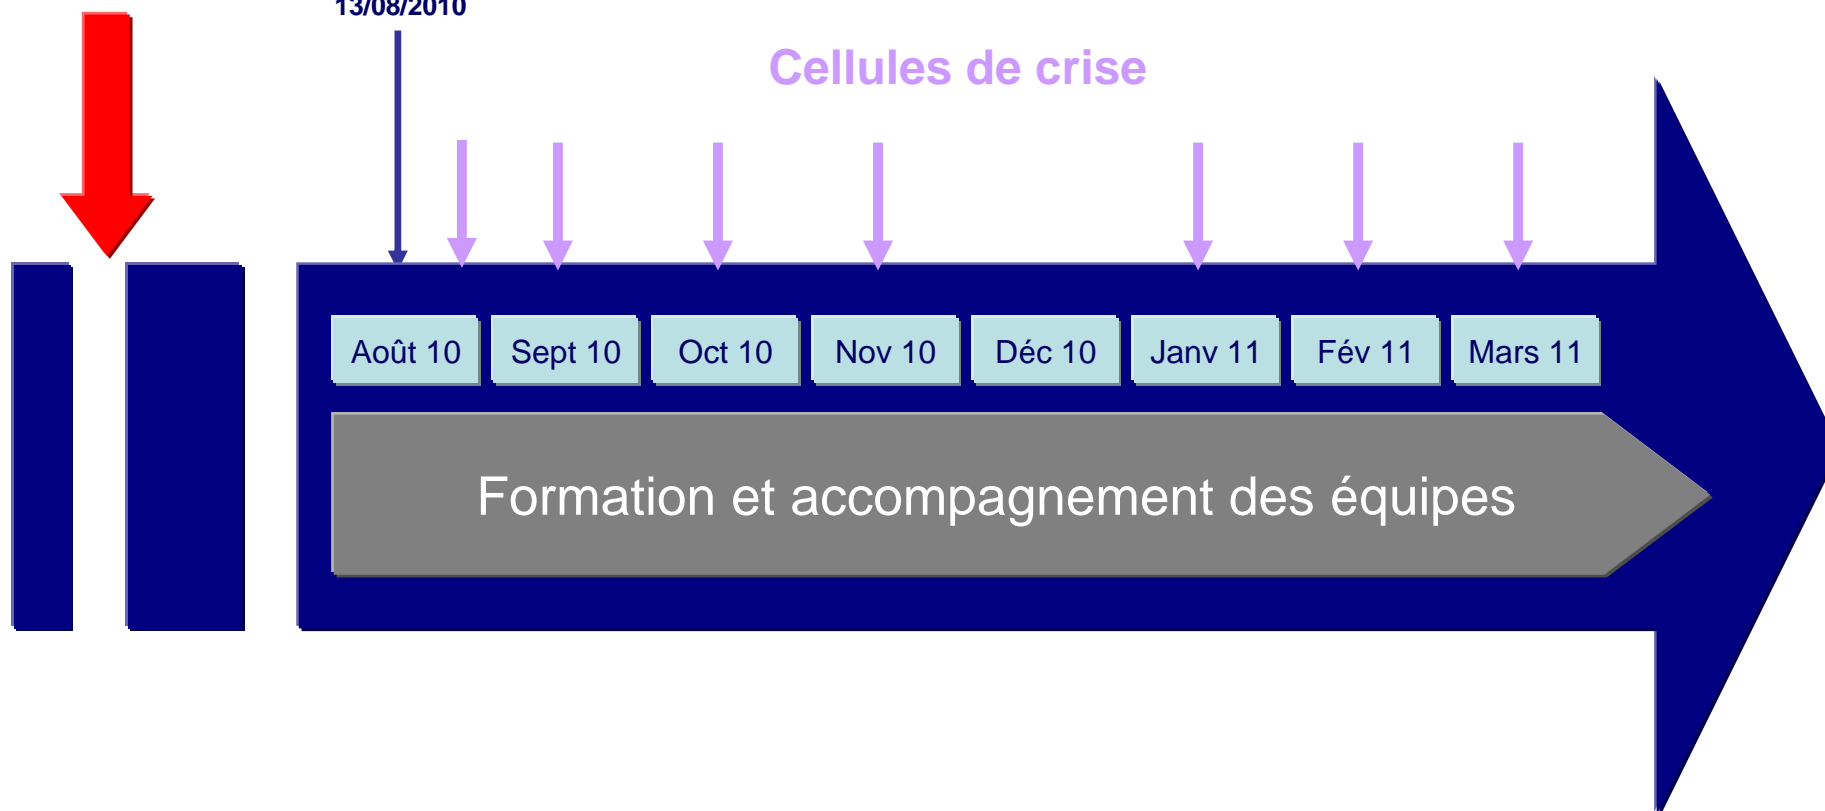 13/08/2010
Cellules de crise
Août 10 Sept 10 Oct 10 Nov 10 Déc 10 Janv 11 Fév 11 Mars 11
Formation et accompagnement des équipes